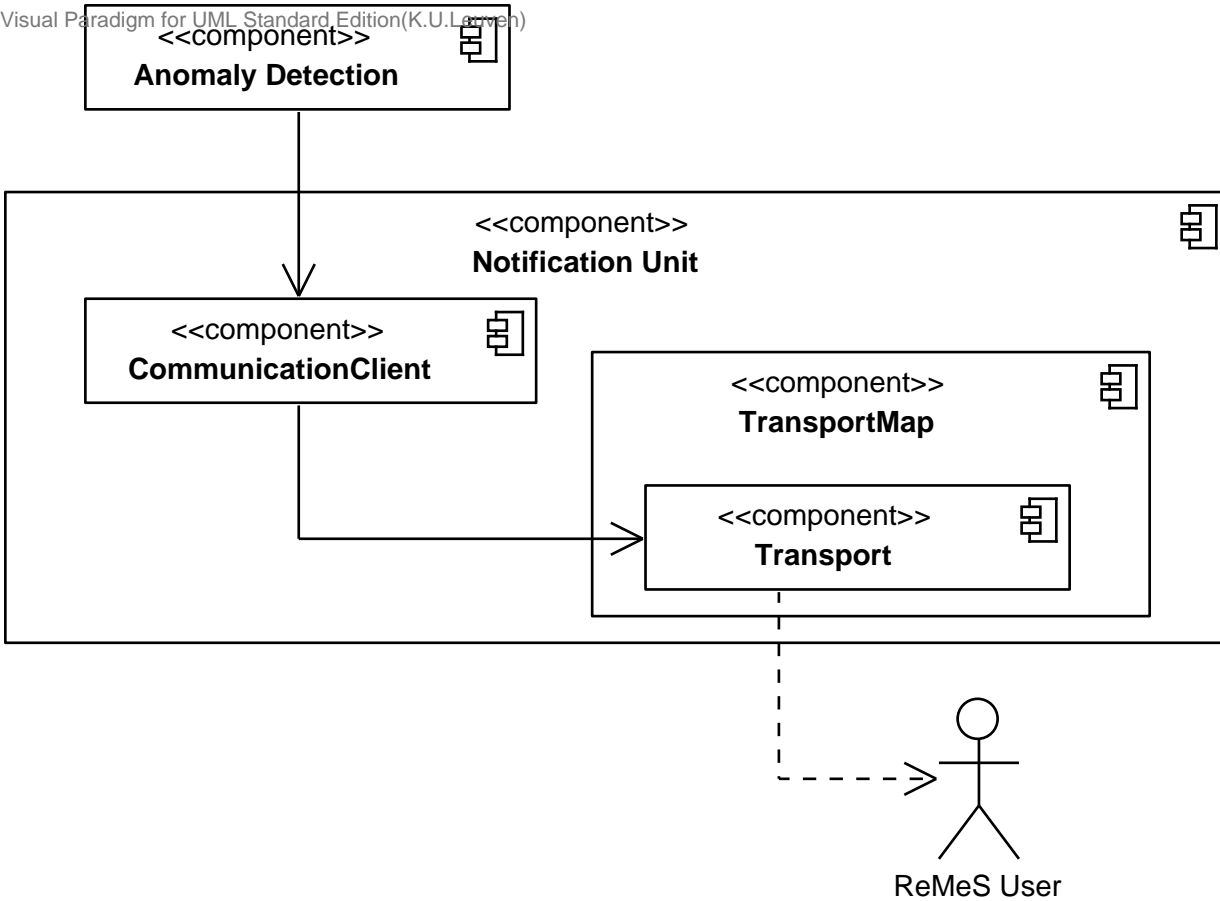 Visual Paradigm for UML Standard Edition(K.U.Leuven)
<<component>>
Anomaly Detection
<<component>>
Notification Unit
<<component>>
CommunicationClient
<<component>>
TransportMap
<<component>>
Transport
ReMeS User